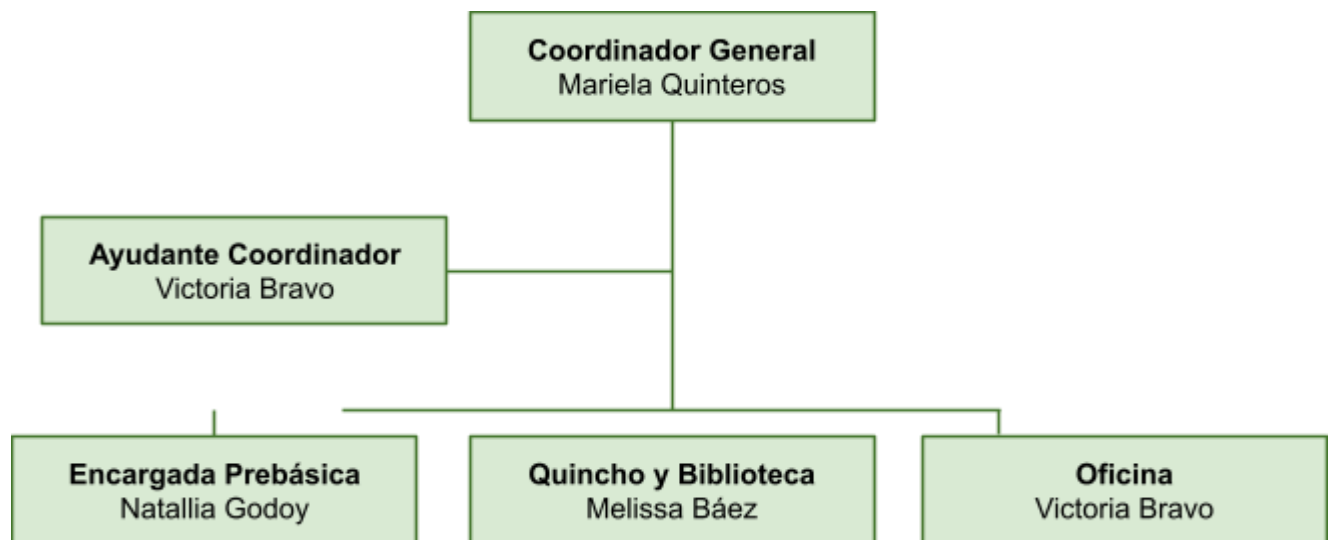 Coordinador General
Mariela Quinteros
Ayudante Coordinador
Victoria Bravo
Encargada Prebásica
Natallia Godoy
Quincho y Biblioteca
Melissa Báez
Oficina
Victoria Bravo